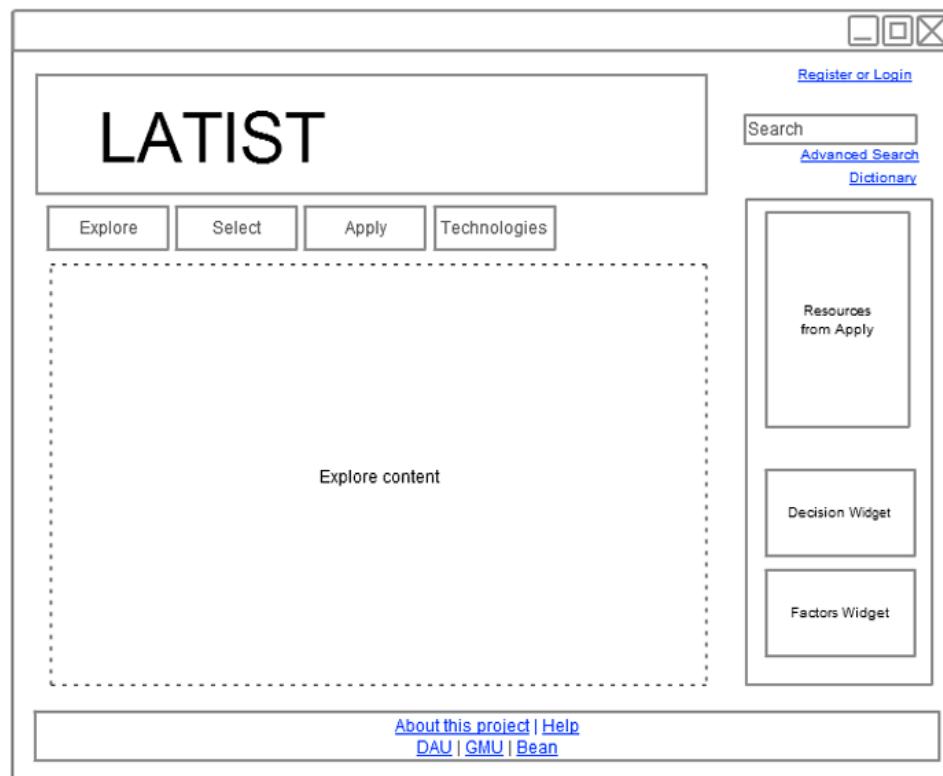 Register or Login
LATIST
Search
Advanced Search
Dictionary
Explore
Select
Apply
Technologies
Resources
from Apply
Explore content
Decision Widget
Factors Widget
About this project | Help
DAU | GMU | Bean